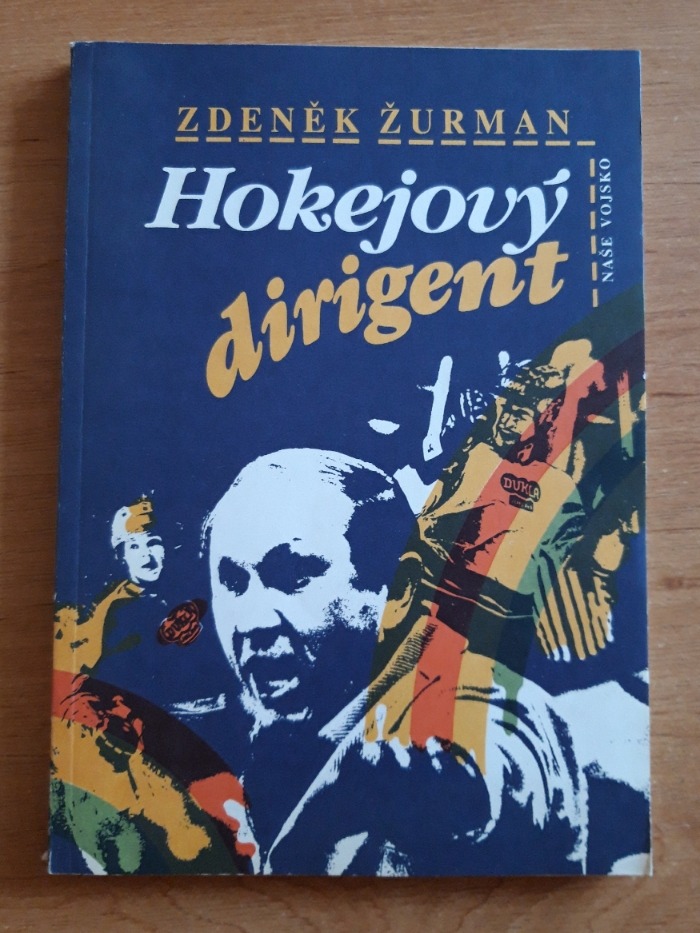 ZDENĚK ŽURMAN
Hokejový
dirigent
NAŠE VOJSKO
DUKLA